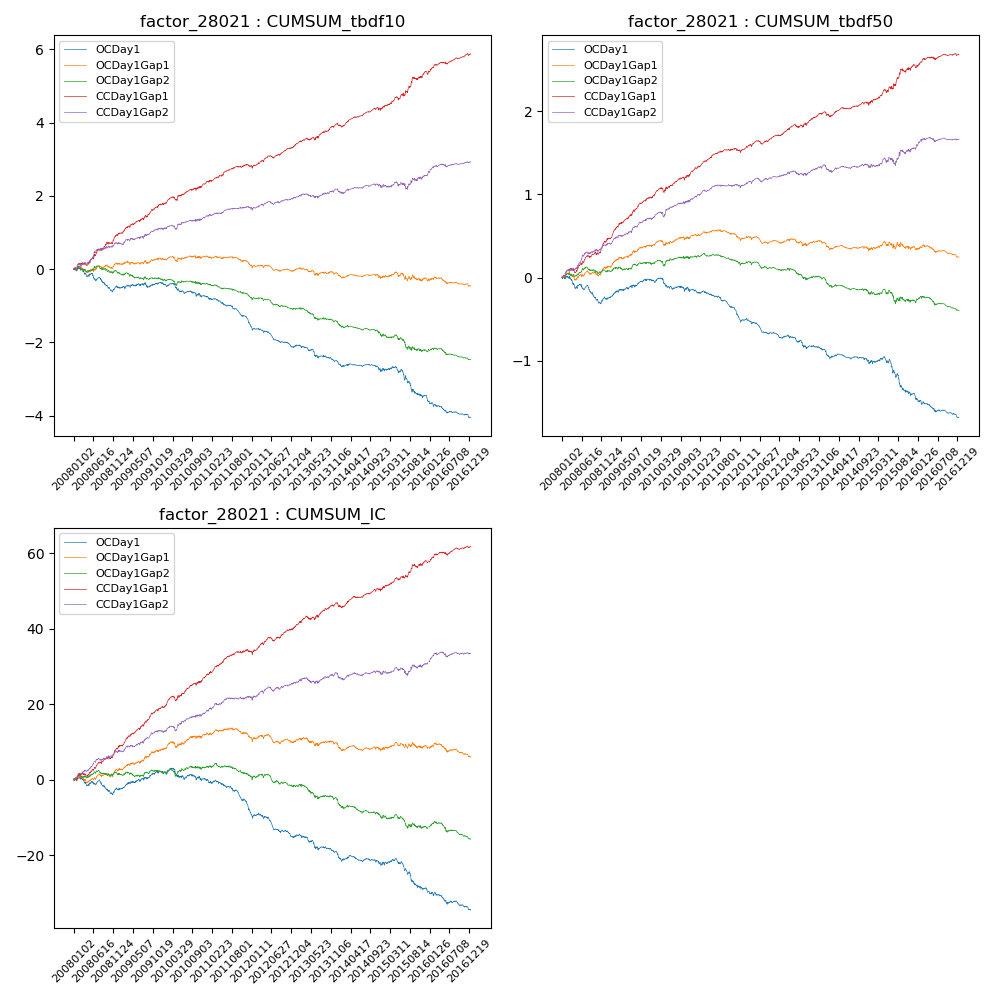 factor_28021 : CUMSUM_tbdf10
OCDay1
OCDay1Gap1
OCDay1Gap2
CCDay1Gap1
CCDay1Gap2
6
4
2
0
−2
−4
20080102 20080616 20081124 20090507 20091019 20100329 20100903 20110223 20110801 20120111 20120627 20121204 20130523 20131106 20140417 20140923 20150311 20150814 20160126 20160708 20161219
factor_28021 : CUMSUM_tbdf50
OCDay1
OCDay1Gap1
OCDay1Gap2
CCDay1Gap1
CCDay1Gap2
2
1
0
−1
20080102 20080616 20081124 20090507 20091019 20100329 20100903 20110223 20110801 20120111 20120627 20121204 20130523 20131106 20140417 20140923 20150311 20150814 20160126 20160708 20161219
factor_28021 : CUMSUM_IC
OCDay1
OCDay1Gap1
OCDay1Gap2
CCDay1Gap1
CCDay1Gap2
60
40
20
0
−20
20080102 20080616 20081124 20090507 20091019 20100329 20100903 20110223 20110801 20120111 20120627 20121204 20130523 20131106 20140417 20140923 20150311 20150814 20160126 20160708 20161219